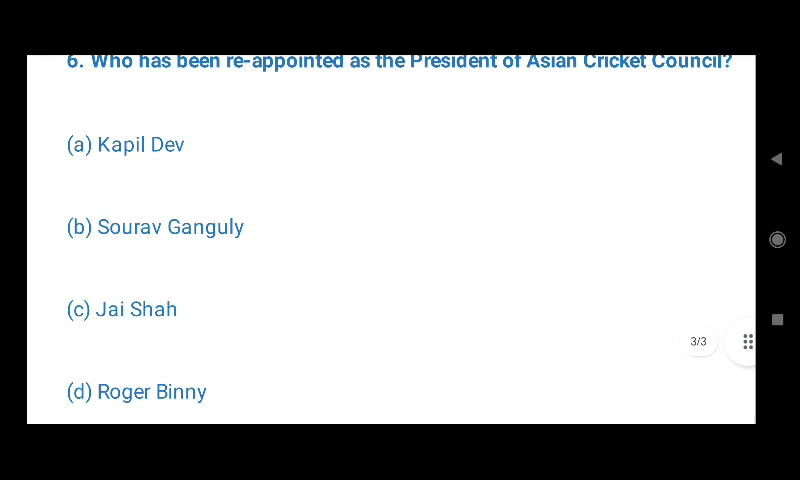 6. Who has been re-appointed as the President of Asian Cricket Council?
(a) Kapil Dev
(b) Sourav Ganguly
(c) Jai Shah
3/3
(d) Roger Binny